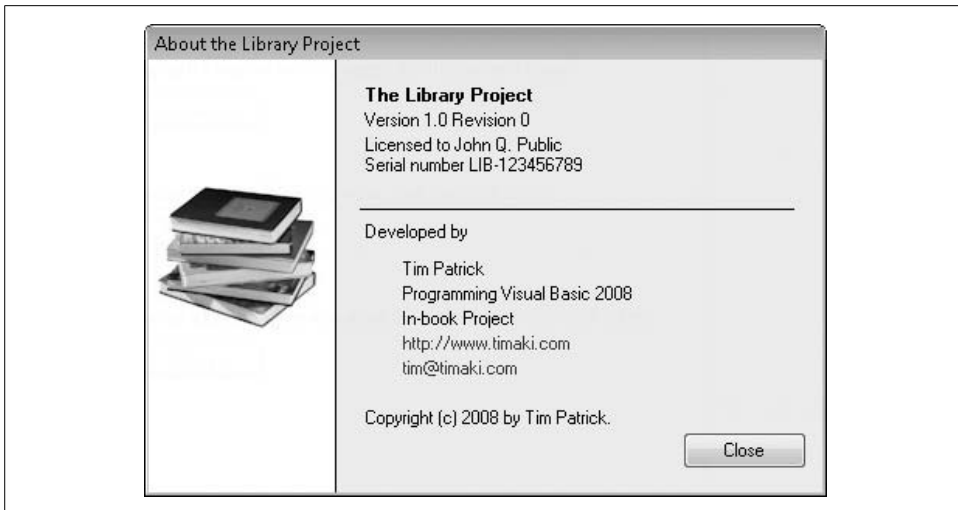 About the Library Project
The Library Project
Version 1.0 Revision 0
Licensed to John Q. Public
Serial number LIB-123456789
Developed by
Tim Patrick
Programming Visual Basic 2008
In-book Project
http://www.timaki.com
tim@timaki.com
Copyright (c) 2008 by Tim Patrick.
Close